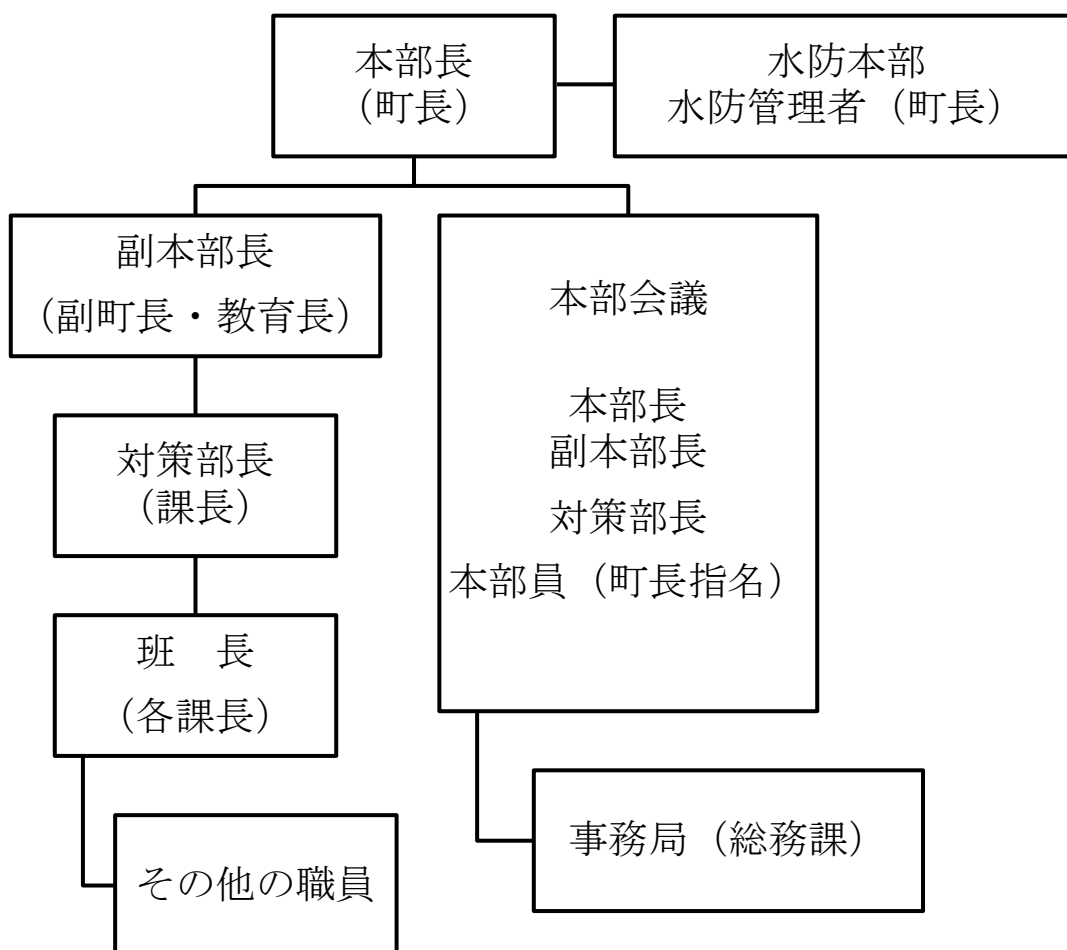 本部長
（町長）
水防本部
水防管理者（町長）
副本部長
（副町長・教育長）
本部会議
本部長
副本部長
対策部長
本部員（町長指名）
対策部長
（課長）
班　長
（各課長）
その他の職員
事務局（総務課）